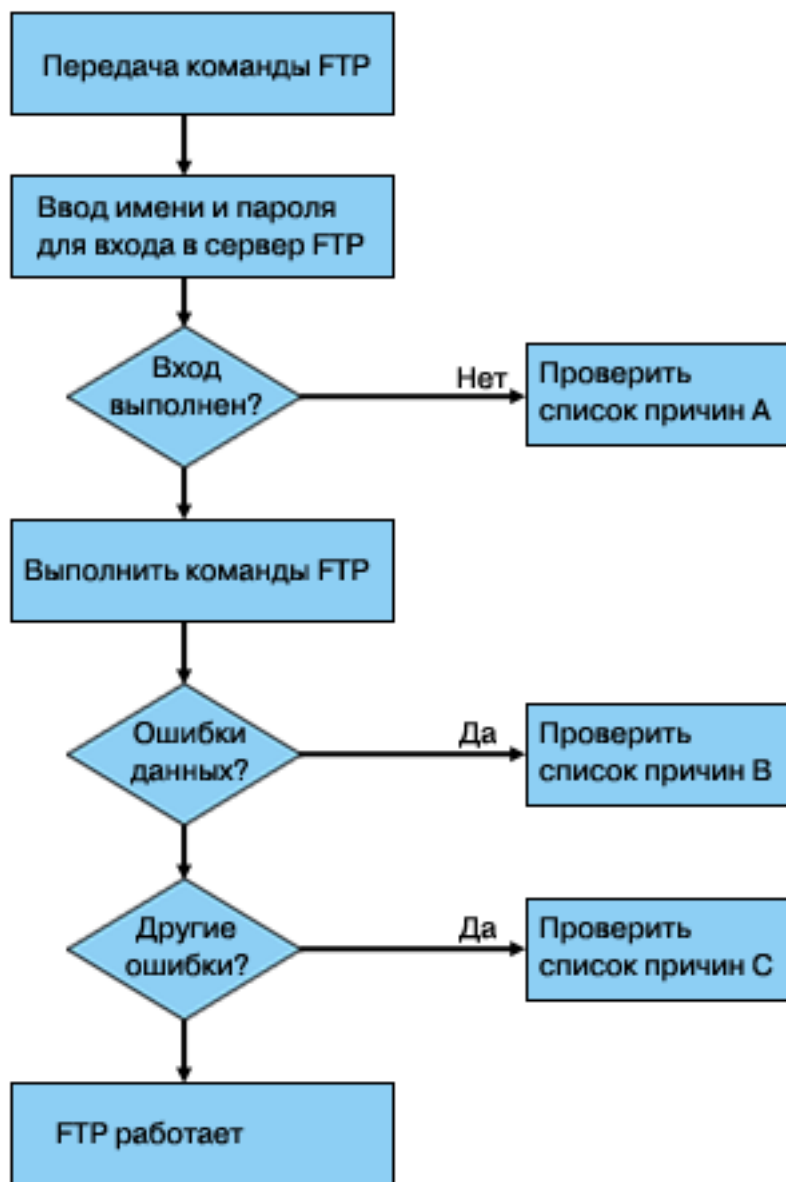 Передача команды FTP
Ввод имени и пароля
для входа в сервер FTP
Вход
выполнен?
Нет
Проверить
список причин A
Выполнить команды FTP
Ошибки
данных?
Да
Проверить
список причин B
Другие
ошибки?
Да
Проверить
список причин C
FTP работает